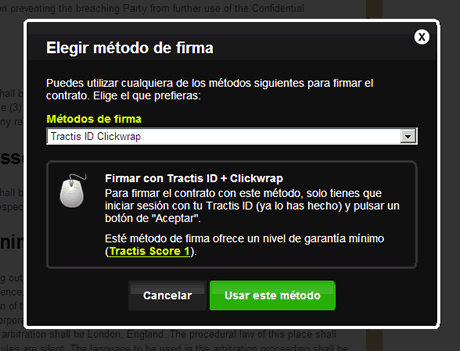 on preventing the breaching Party from further use of the Confidential
Elegir método de firma
X
Puedes utilizar cualquiera de los métodos siguientes para firmar el
contrato. Elige el que prefieras:
Métodos de firma
Tractis ID Clickwrap
Firmar con Tractis ID + Clickwrap
Para firmar el contrato con este método, solo tienes que
iniciar sesión con tu Tractis ID (ya lo has hecho) y pulsar un
botón de "Aceptar".
Esté método de firma ofrece un nivel de garantía mínimo
(Tractis Score 1).
Cancelar
Usar este método
arbitration shall be London, England. The procedural law of this place shall
ules are silent. The language to be used in the arbitration proceeding shall be